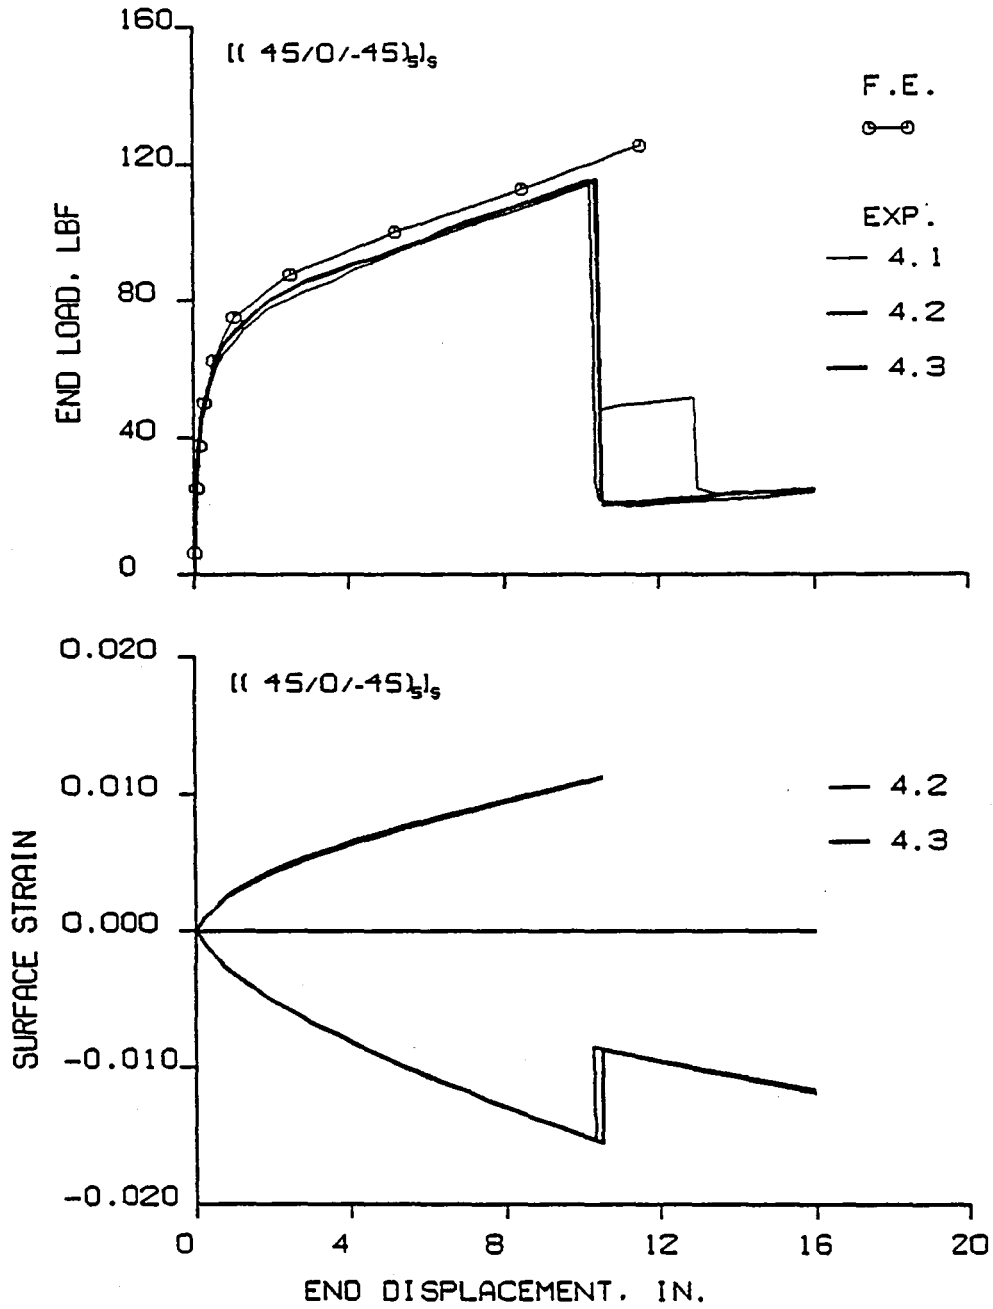 160
[( 45/0/-45)5]s
F.E.
120
EXP.
4.1
80
4.2
4.3
40
0
END LOAD, LBF
0.020
[( 45/0/-45)5]s
0.010
4.2
4.3
0.000
-0.010
-0.020
SURFACE STRAIN
0 4 8 12 16 20
END DISPLACEMENT, IN.